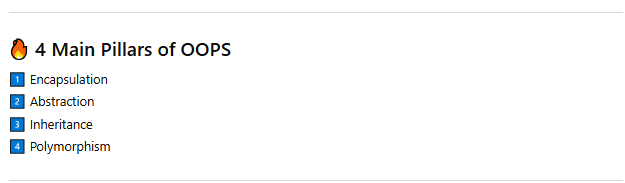 🔥 4 Main Pillars of OOPS
1️⃣ Encapsulation
2️⃣ Abstraction
3️⃣ Inheritance
4️⃣ Polymorphism